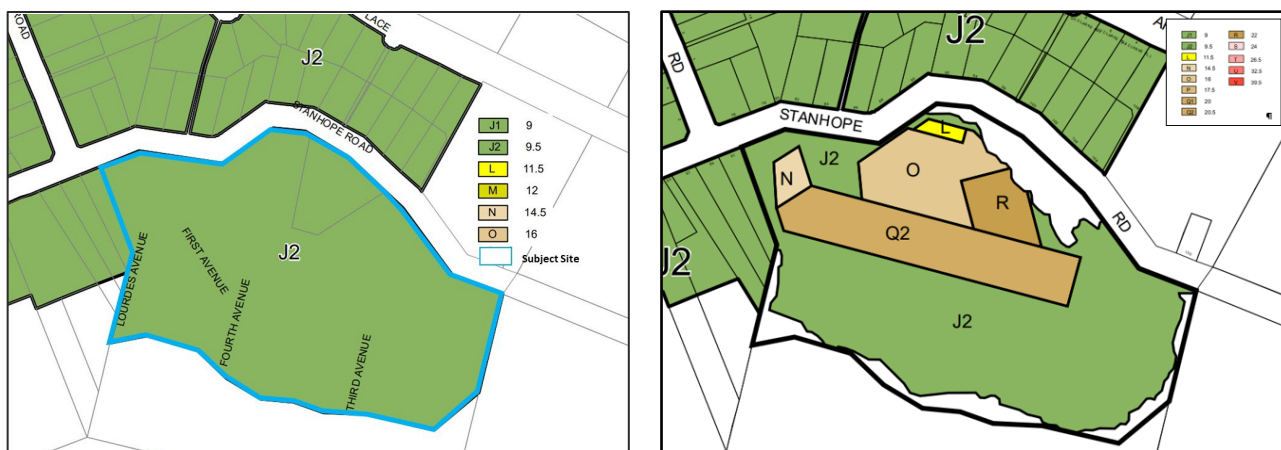 ROAD
LACE
J2
STANHOPE ROAD
J1 9
J2 9.5
L 11.5
M 12
N 14.5
O 16
Subject Site
J2
FIRST AVENUE
LOURDES AVENUE
FOURTH AVENUE
THIRD AVENUE
J2
RD
J1 9
J2 9.5
L 11.5
N 14.5
O 16
P 17.5
Q1 20
Q2 20.5
R 22
S 24
T 26.5
U 32.5
V 39.5
¶
STANHOPE
L
J2
O
N
R
RD
Q2
J2
J2